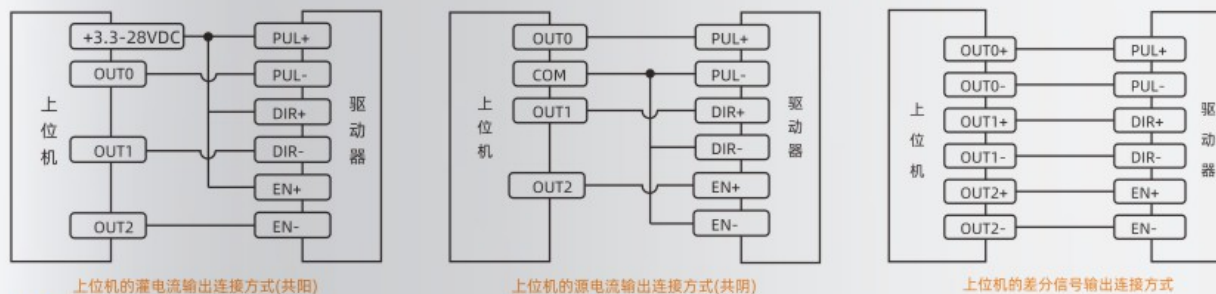 +3.3-28VDC
PUL+
OUT0
PUL-
DIR+
OUT1
DIR-
EN+
OUT2
EN-
上位机
驱动器
上位机的灌电流输出连接方式(共阳)
OUT0
PUL+
COM
PUL-
OUT1
DIR+
DIR-
OUT2
EN+
EN-
上位机
驱动器
上位机的源电流输出连接方式(共阴)
OUT0+
PUL+
OUT0-
PUL-
OUT1+
DIR+
OUT1-
DIR-
OUT2+
EN+
OUT2-
EN-
上位机
驱动器
上位机的差分信号输出连接方式